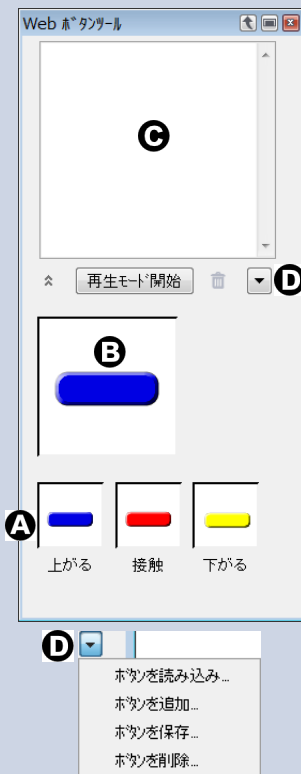 Web ﾎﾞﾀﾝﾂｰﾙ
C
再生ﾓｰﾄﾞ開始
D
B
A
上がる 接触 下がる
D
ﾎﾞﾀﾝを読み込み...
ﾎﾞﾀﾝを追加...
ﾎﾞﾀﾝを保存...
ﾎﾞﾀﾝを削除...